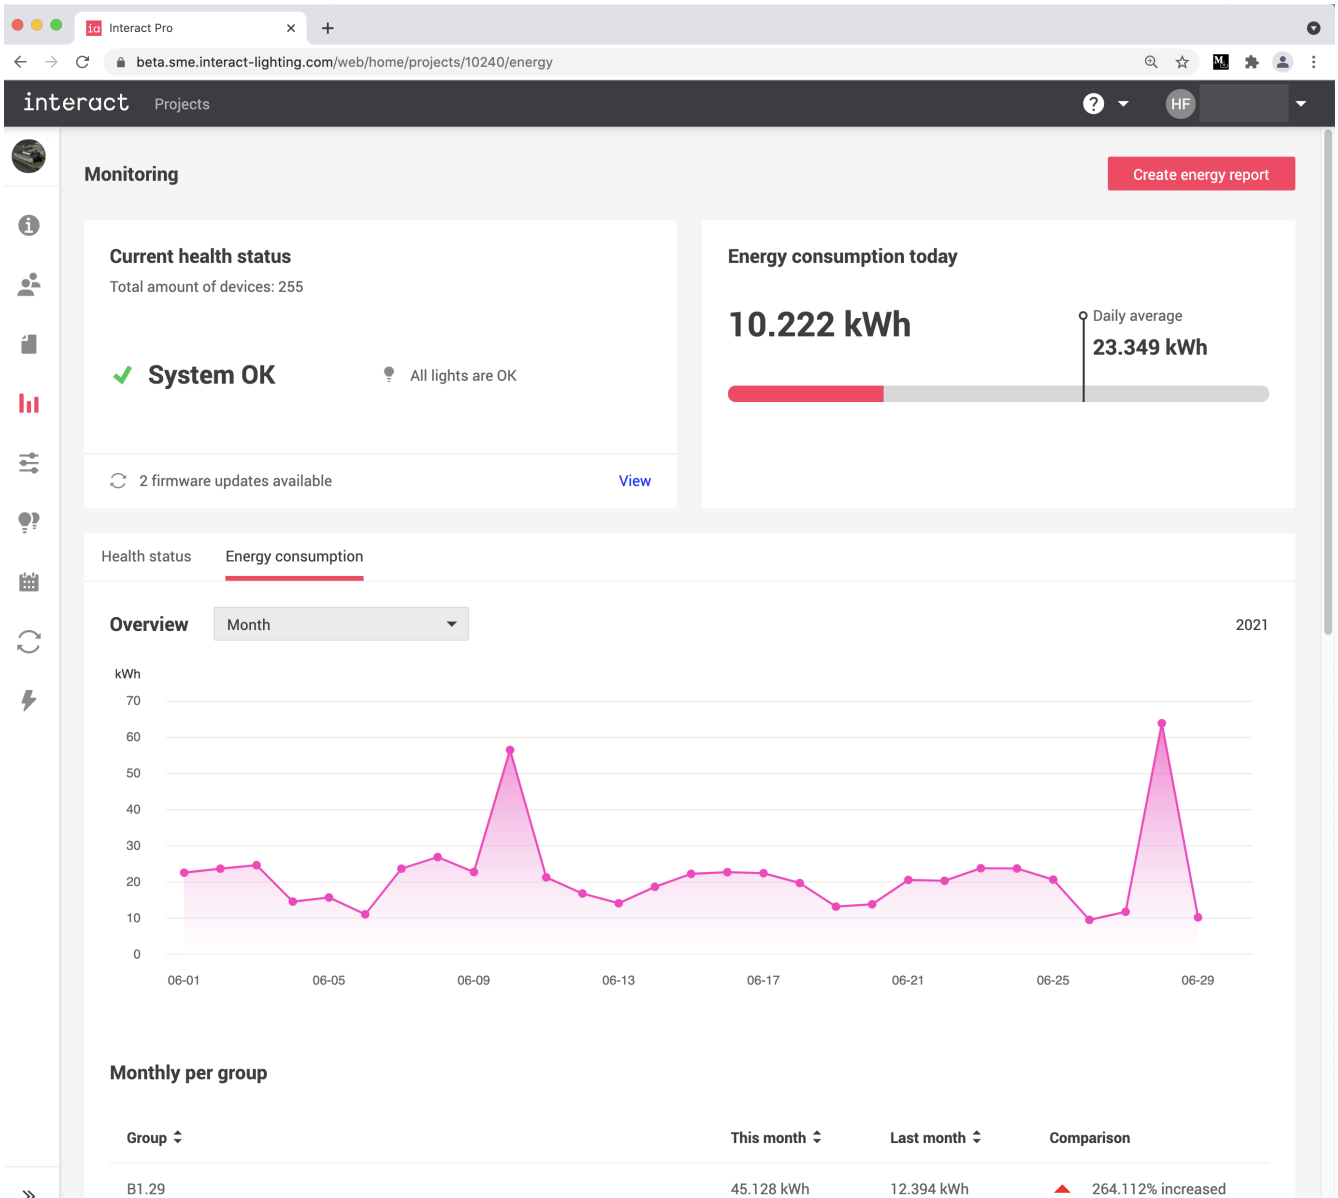 Interact Pro
beta.sme.interact-lighting.com/web/home/projects/10240/energy
interact Projects ? HF
Monitoring
Create energy report
Current health status
Total amount of devices: 255
System OK
All lights are OK
2 firmware updates available
View
Energy consumption today
10.222 kWh
Daily average
23.349 kWh
Health status
Energy consumption
Overview
Month
2021
kWh
70
60
50
40
30
20
10
0
06-01 06-05 06-09 06-13 06-17 06-21 06-25 06-29
Monthly per group
Group This month Last month Comparison
B1.29 45.128 kWh 12.394 kWh 264.112% increased